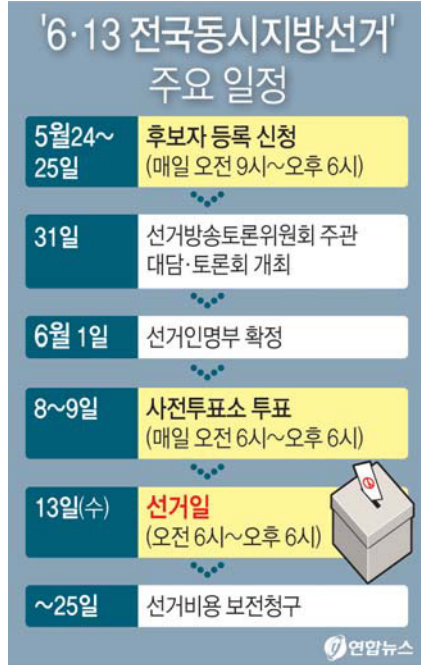 '6·13 전국동시지방선거'
주요 일정
5월24~
25일
후보자 등록 신청
(매일 오전 9시~오후 6시)
31일
선거방송토론위원회 주관
대담·토론회 개최
6월 1일
선거인명부 확정
8~9일
사전투표소 투표
(매일 오전 6시~오후 6시)
13일(수)
선거일
(오전 6시~오후 6시)
~25일
선거비용 보전청구
연합뉴스